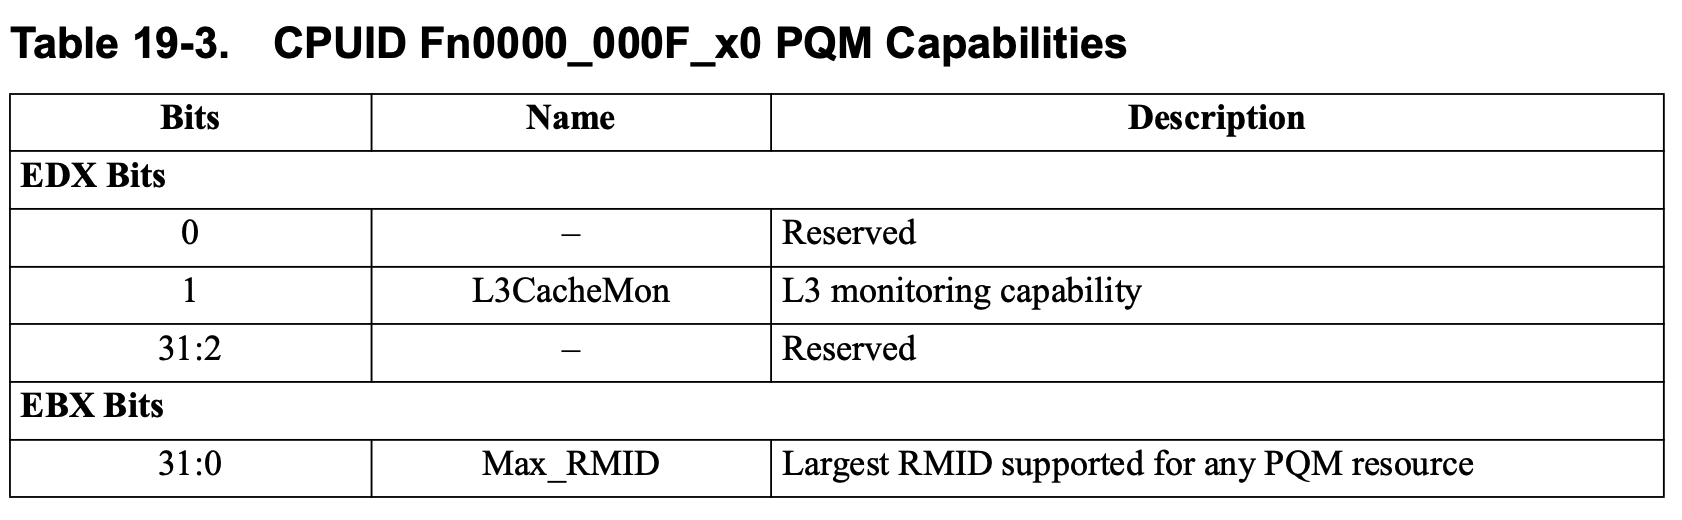 Table 19-3. CPUID Fn0000_000F_x0 PQM Capabilities
Bits Name Description
EDX Bits
0 – Reserved
1 L3CacheMon L3 monitoring capability
31:2 – Reserved
EBX Bits
31:0 Max_RMID Largest RMID supported for any PQM resource